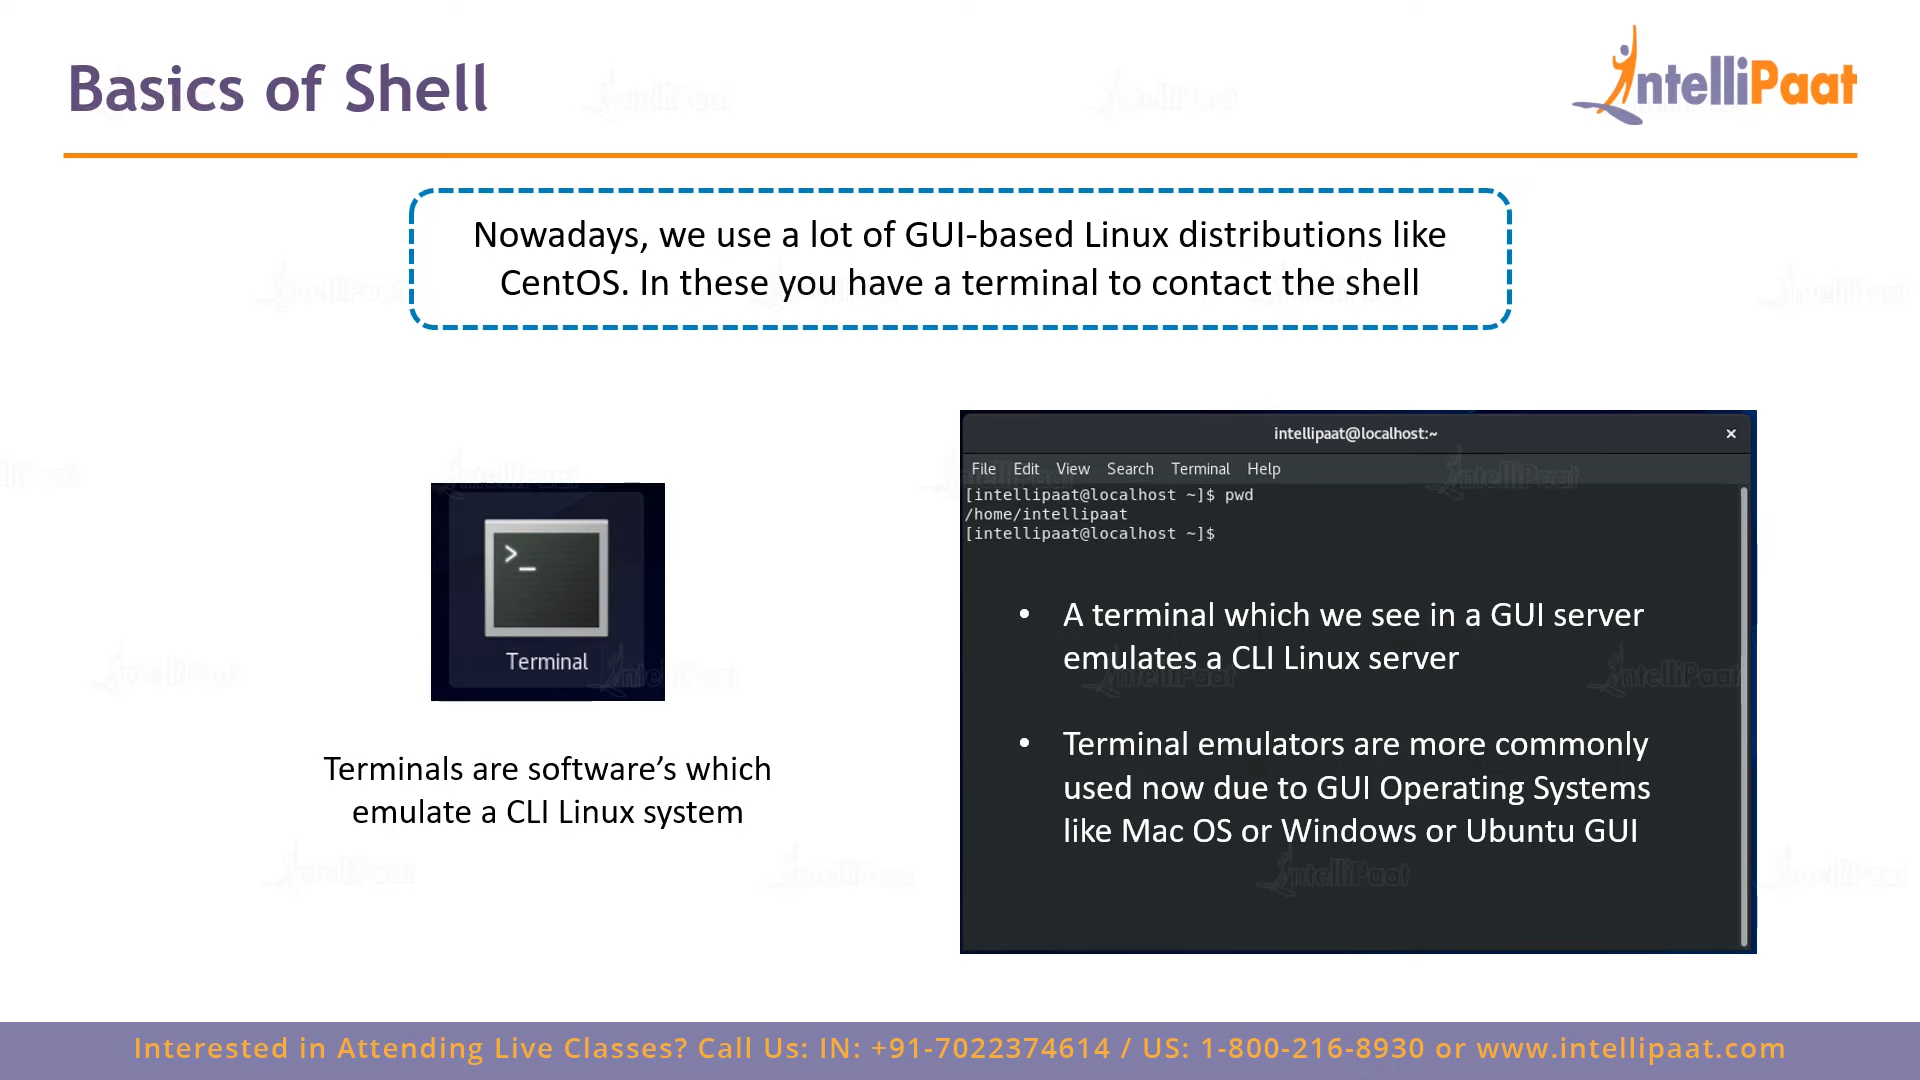 Basics of Shell
IntelliPaat
Nowadays, we use a lot of GUI-based Linux distributions like
CentOS. In these you have a terminal to contact the shell
>_
Terminal
Terminals are software’s which
emulate a CLI Linux system
intellipaat@localhost:~ ×
File Edit View Search Terminal Help
[intellipaat@localhost ~]$ pwd
/home/intellipaat
[intellipaat@localhost ~]$
• A terminal which we see in a GUI server
emulates a CLI Linux server
• Terminal emulators are more commonly
used now due to GUI Operating Systems
like Mac OS or Windows or Ubuntu GUI
Interested in Attending Live Classes? Call Us: IN: +91-7022374614 / US: 1-800-216-8930 or www.intellipaat.com